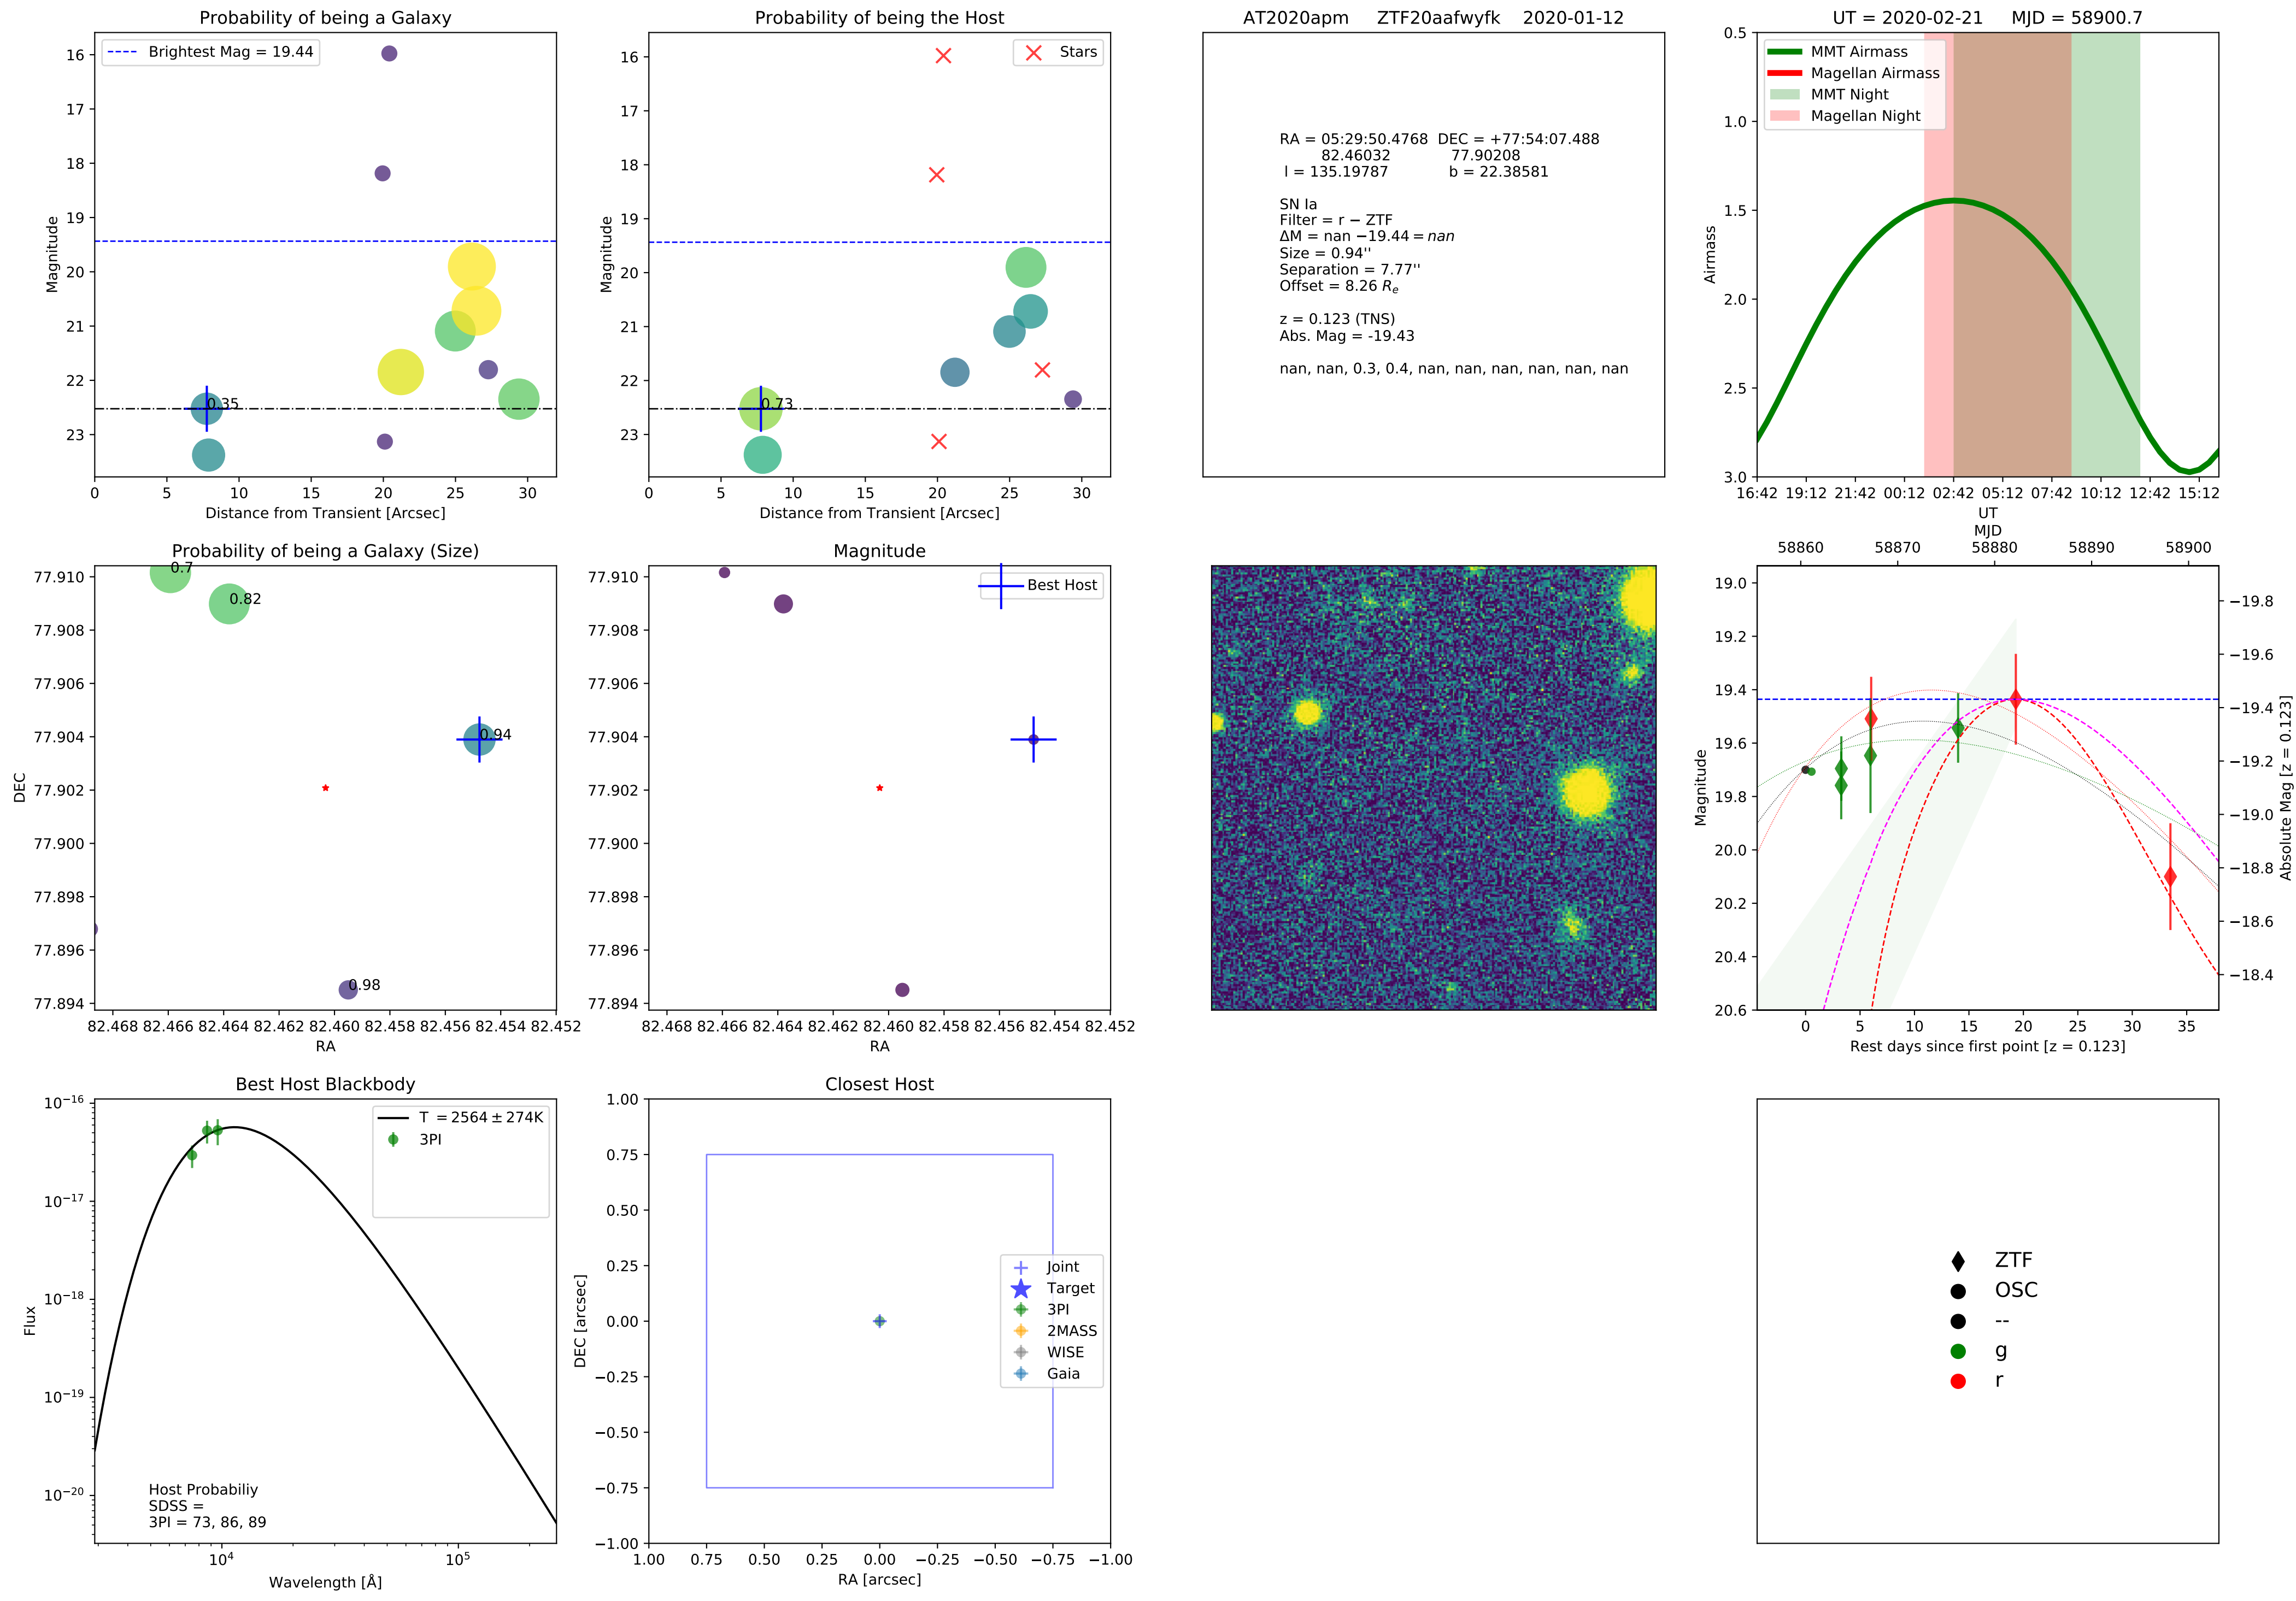 Probability of being a Galaxy
Brightest Mag = 19.44
16
17
18
19
20
21
22
23
Magnitude
0.35
0 5 10 15 20 25 30
Distance from Transient [Arcsec]
Probability of being the Host
Stars
16
17
18
19
20
21
22
23
Magnitude
0.73
0 5 10 15 20 25 30
Distance from Transient [Arcsec]
AT2020apm ZTF20aafwyfk 2020-01-12
RA = 05:29:50.4768 DEC = +77:54:07.488
82.46032 77.90208
l = 135.19787 b = 22.38581
SN Ia
Filter = r − ZTF
ΔM = nan −19.44 = nan
Size = 0.94''
Separation = 7.77''
Offset = 8.26 Re
z = 0.123 (TNS)
Abs. Mag = -19.43
nan, nan, 0.3, 0.4, nan, nan, nan, nan, nan, nan
UT = 2020-02-21 MJD = 58900.7
MMT Airmass
Magellan Airmass
MMT Night
Magellan Night
0.5
1.0
1.5
2.0
2.5
3.0
Airmass
16:42 19:12 21:42 00:12 02:42 05:12 07:42 10:12 12:42 15:12
UT
Probability of being a Galaxy (Size)
77.910
77.908
77.906
77.904
77.902
77.900
77.898
77.896
77.894
DEC
0.7
0.82
0.94
0.98
82.468 82.466 82.464 82.462 82.460 82.458 82.456 82.454 82.452
RA
Magnitude
Best Host
77.910
77.908
77.906
77.904
77.902
77.900
77.898
77.896
77.894
82.468 82.466 82.464 82.462 82.460 82.458 82.456 82.454 82.452
RA
MJD
58860 58870 58880 58890 58900
19.0
19.2
19.4
19.6
19.8
20.0
20.2
20.4
20.6
Magnitude
−19.8
−19.6
−19.4
−19.2
−19.0
−18.8
−18.6
−18.4
Absolute Mag [z = 0.123]
0 5 10 15 20 25 30 35
Rest days since first point [z = 0.123]
Best Host Blackbody
T = 2564 ± 274K
3PI
10−16
10−17
10−18
10−19
10−20
Flux
Host Probabiliy
SDSS =
3PI = 73, 86, 89
104 105
Wavelength [Å]
Closest Host
1.00
0.75
0.50
0.25
0.00
−0.25
−0.50
−0.75
−1.00
DEC [arcsec]
Joint
Target
3PI
2MASS
WISE
Gaia
1.00 0.75 0.50 0.25 0.00 −0.25 −0.50 −0.75 −1.00
RA [arcsec]
ZTF
OSC
--
g
r